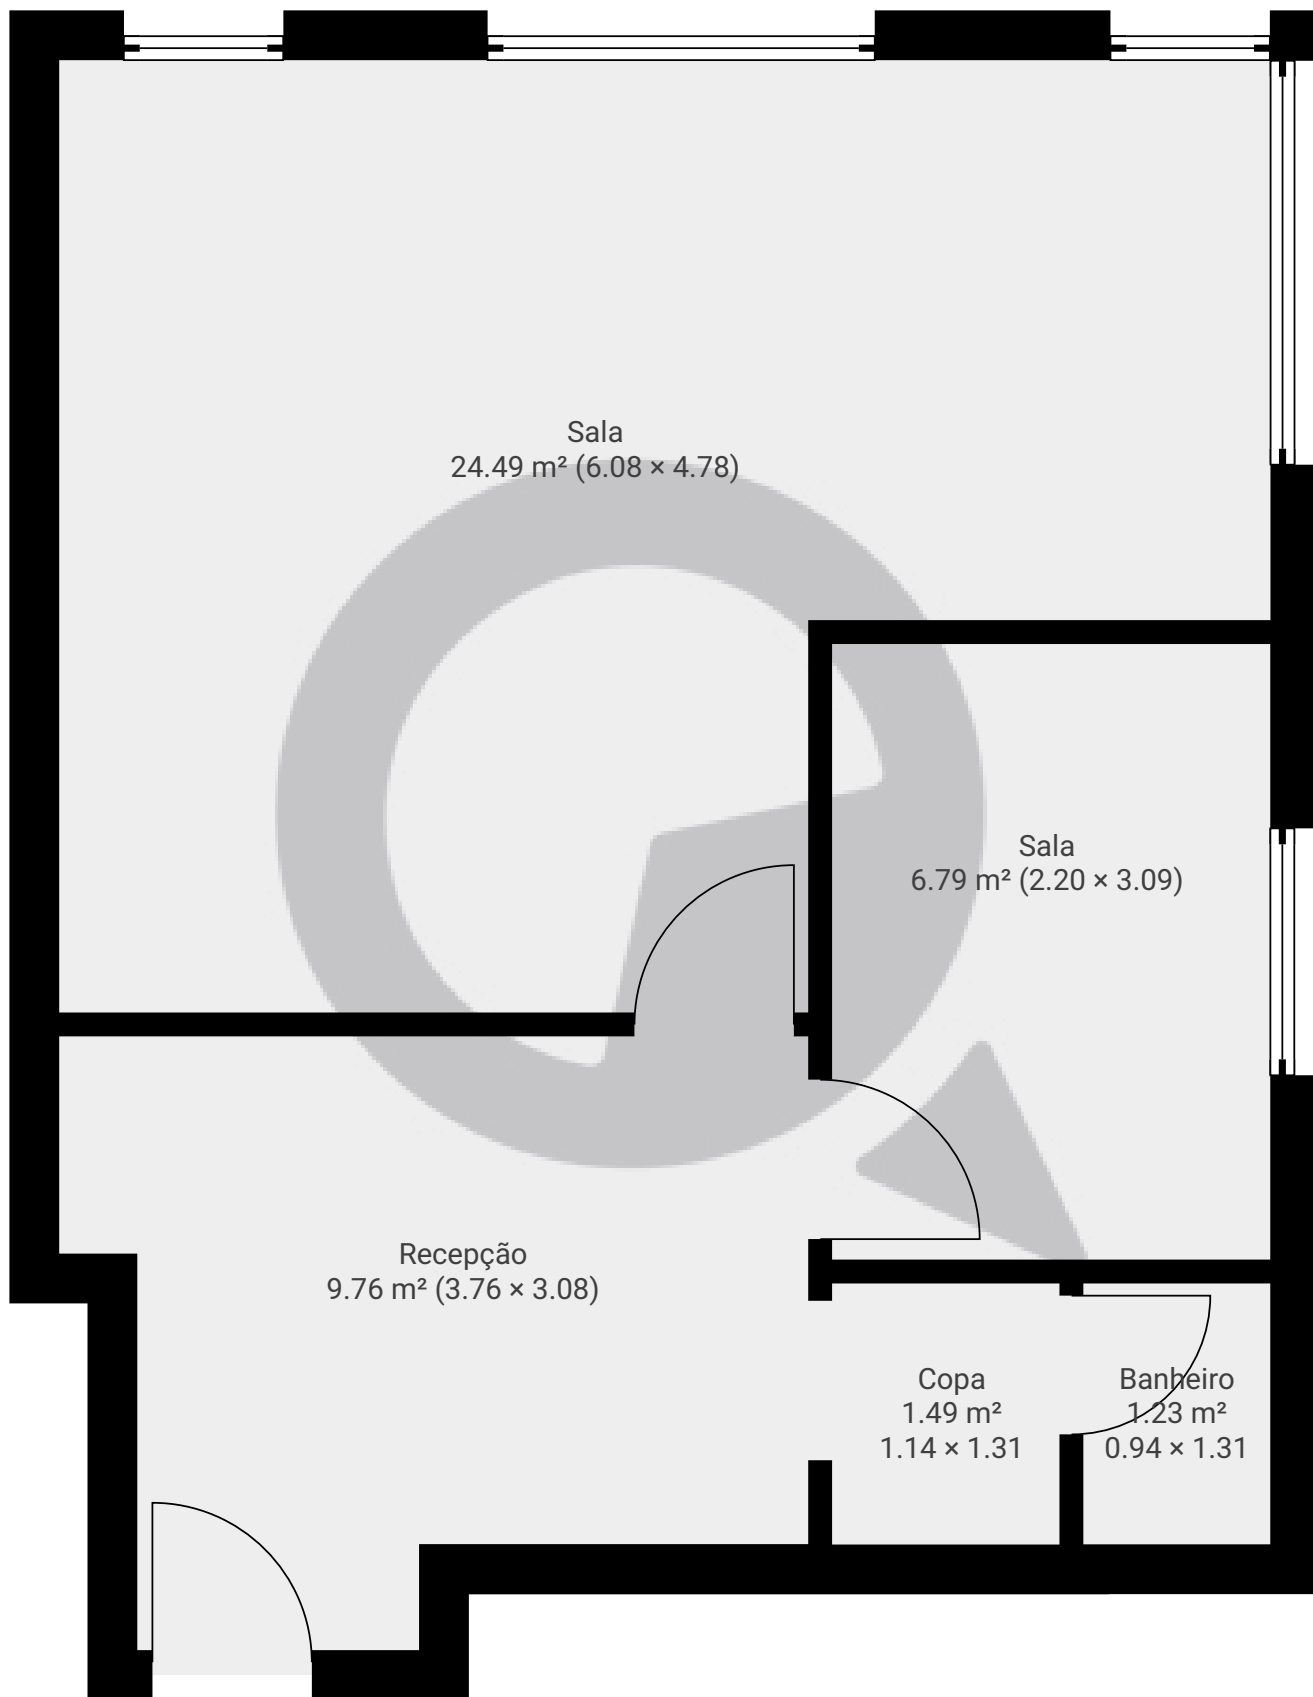 Sala
24.49 m² (6.08 × 4.78)
Sala
6.79 m² (2.20 × 3.09)
Recepção
9.76 m² (3.76 × 3.08)
Copa
1.49 m²
1.14 × 1.31
Banheiro
1.23 m²
0.94 × 1.31